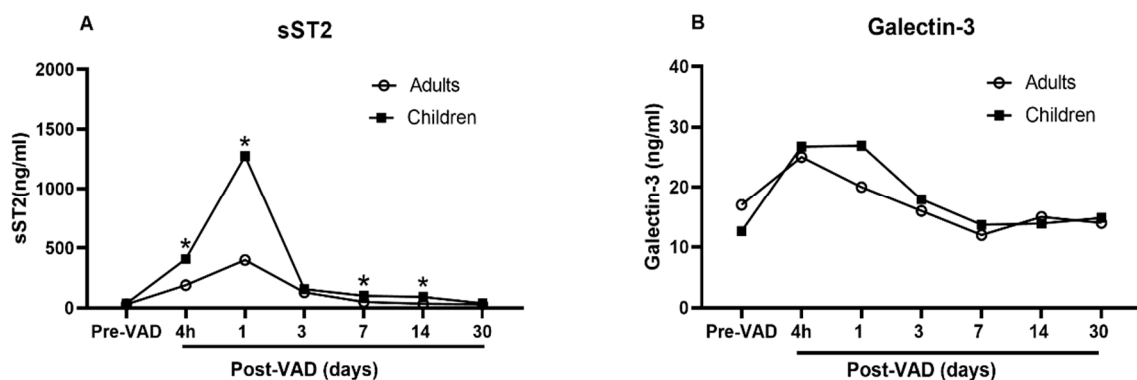 A
sST2
2000
1500
1000
500
0
sST2(ng/ml)
Adults
Children
*
*
*
*
Pre-VAD 4h 1 3 7 14 30
Post-VAD (days)
B
Galectin-3
40
30
20
10
0
Galectin-3 (ng/ml)
Adults
Children
Pre-VAD 4h 1 3 7 14 30
Post-VAD (days)